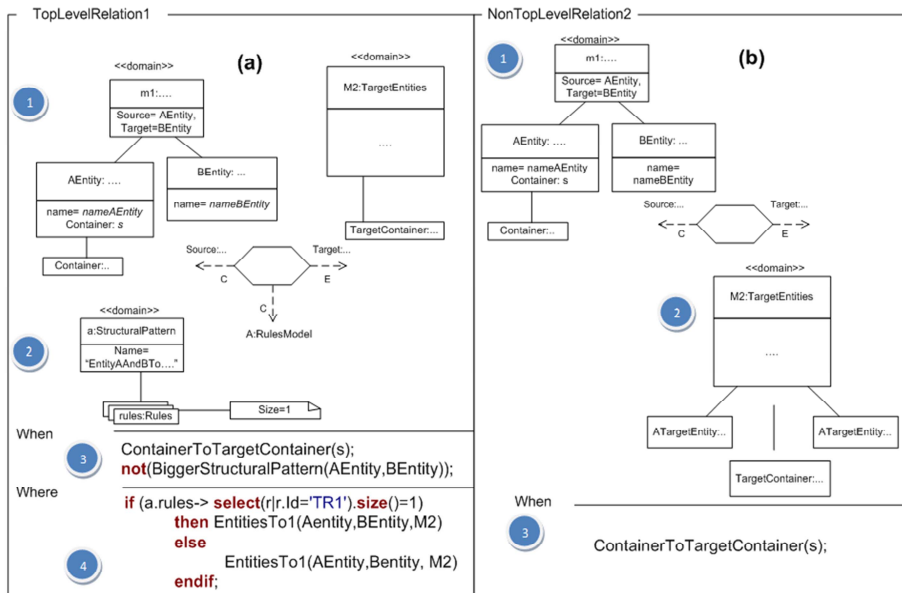 TopLevelRelation1
(a)
<<domain>>
1
m1:....
Source= AEntity,
Target=BEntity
AEntity: ....
name= nameAEntity
Container: s
Container:..
BEntity: ...
name= nameBEntity
<<domain>>
M2:TargetEntities
....
TargetContainer:...
Source:...
Target:...
C
E
C
A:RulesModel
<<domain>>
2
a:StructuralPattern
Name=
“EntityAAndBTo....”
rules:Rules
Size=1
When
3
ContainerToTargetContainer(s);
not(BiggerStructuralPattern(AEntity,BEntity));
Where
4
if (a.rules-> select(r|r.Id='TR1').size()=1)
then EntitiesTo1(Aentity,BEntity,M2)
else
EntitiesTo1(AEntity,Bentity, M2)
endif;
NonTopLevelRelation2
(b)
<<domain>>
1
m1:....
Source= AEntity,
Target=BEntity
AEntity: ....
name= nameAEntity
Container: s
Container:...
BEntity: ...
name=
nameBEntity
Source:...
Target:...
C
E
<<domain>>
2
M2:TargetEntities
....
ATargetEntity:..
ATargetEntity:..
TargetContainer:...
When
3
ContainerToTargetContainer(s);